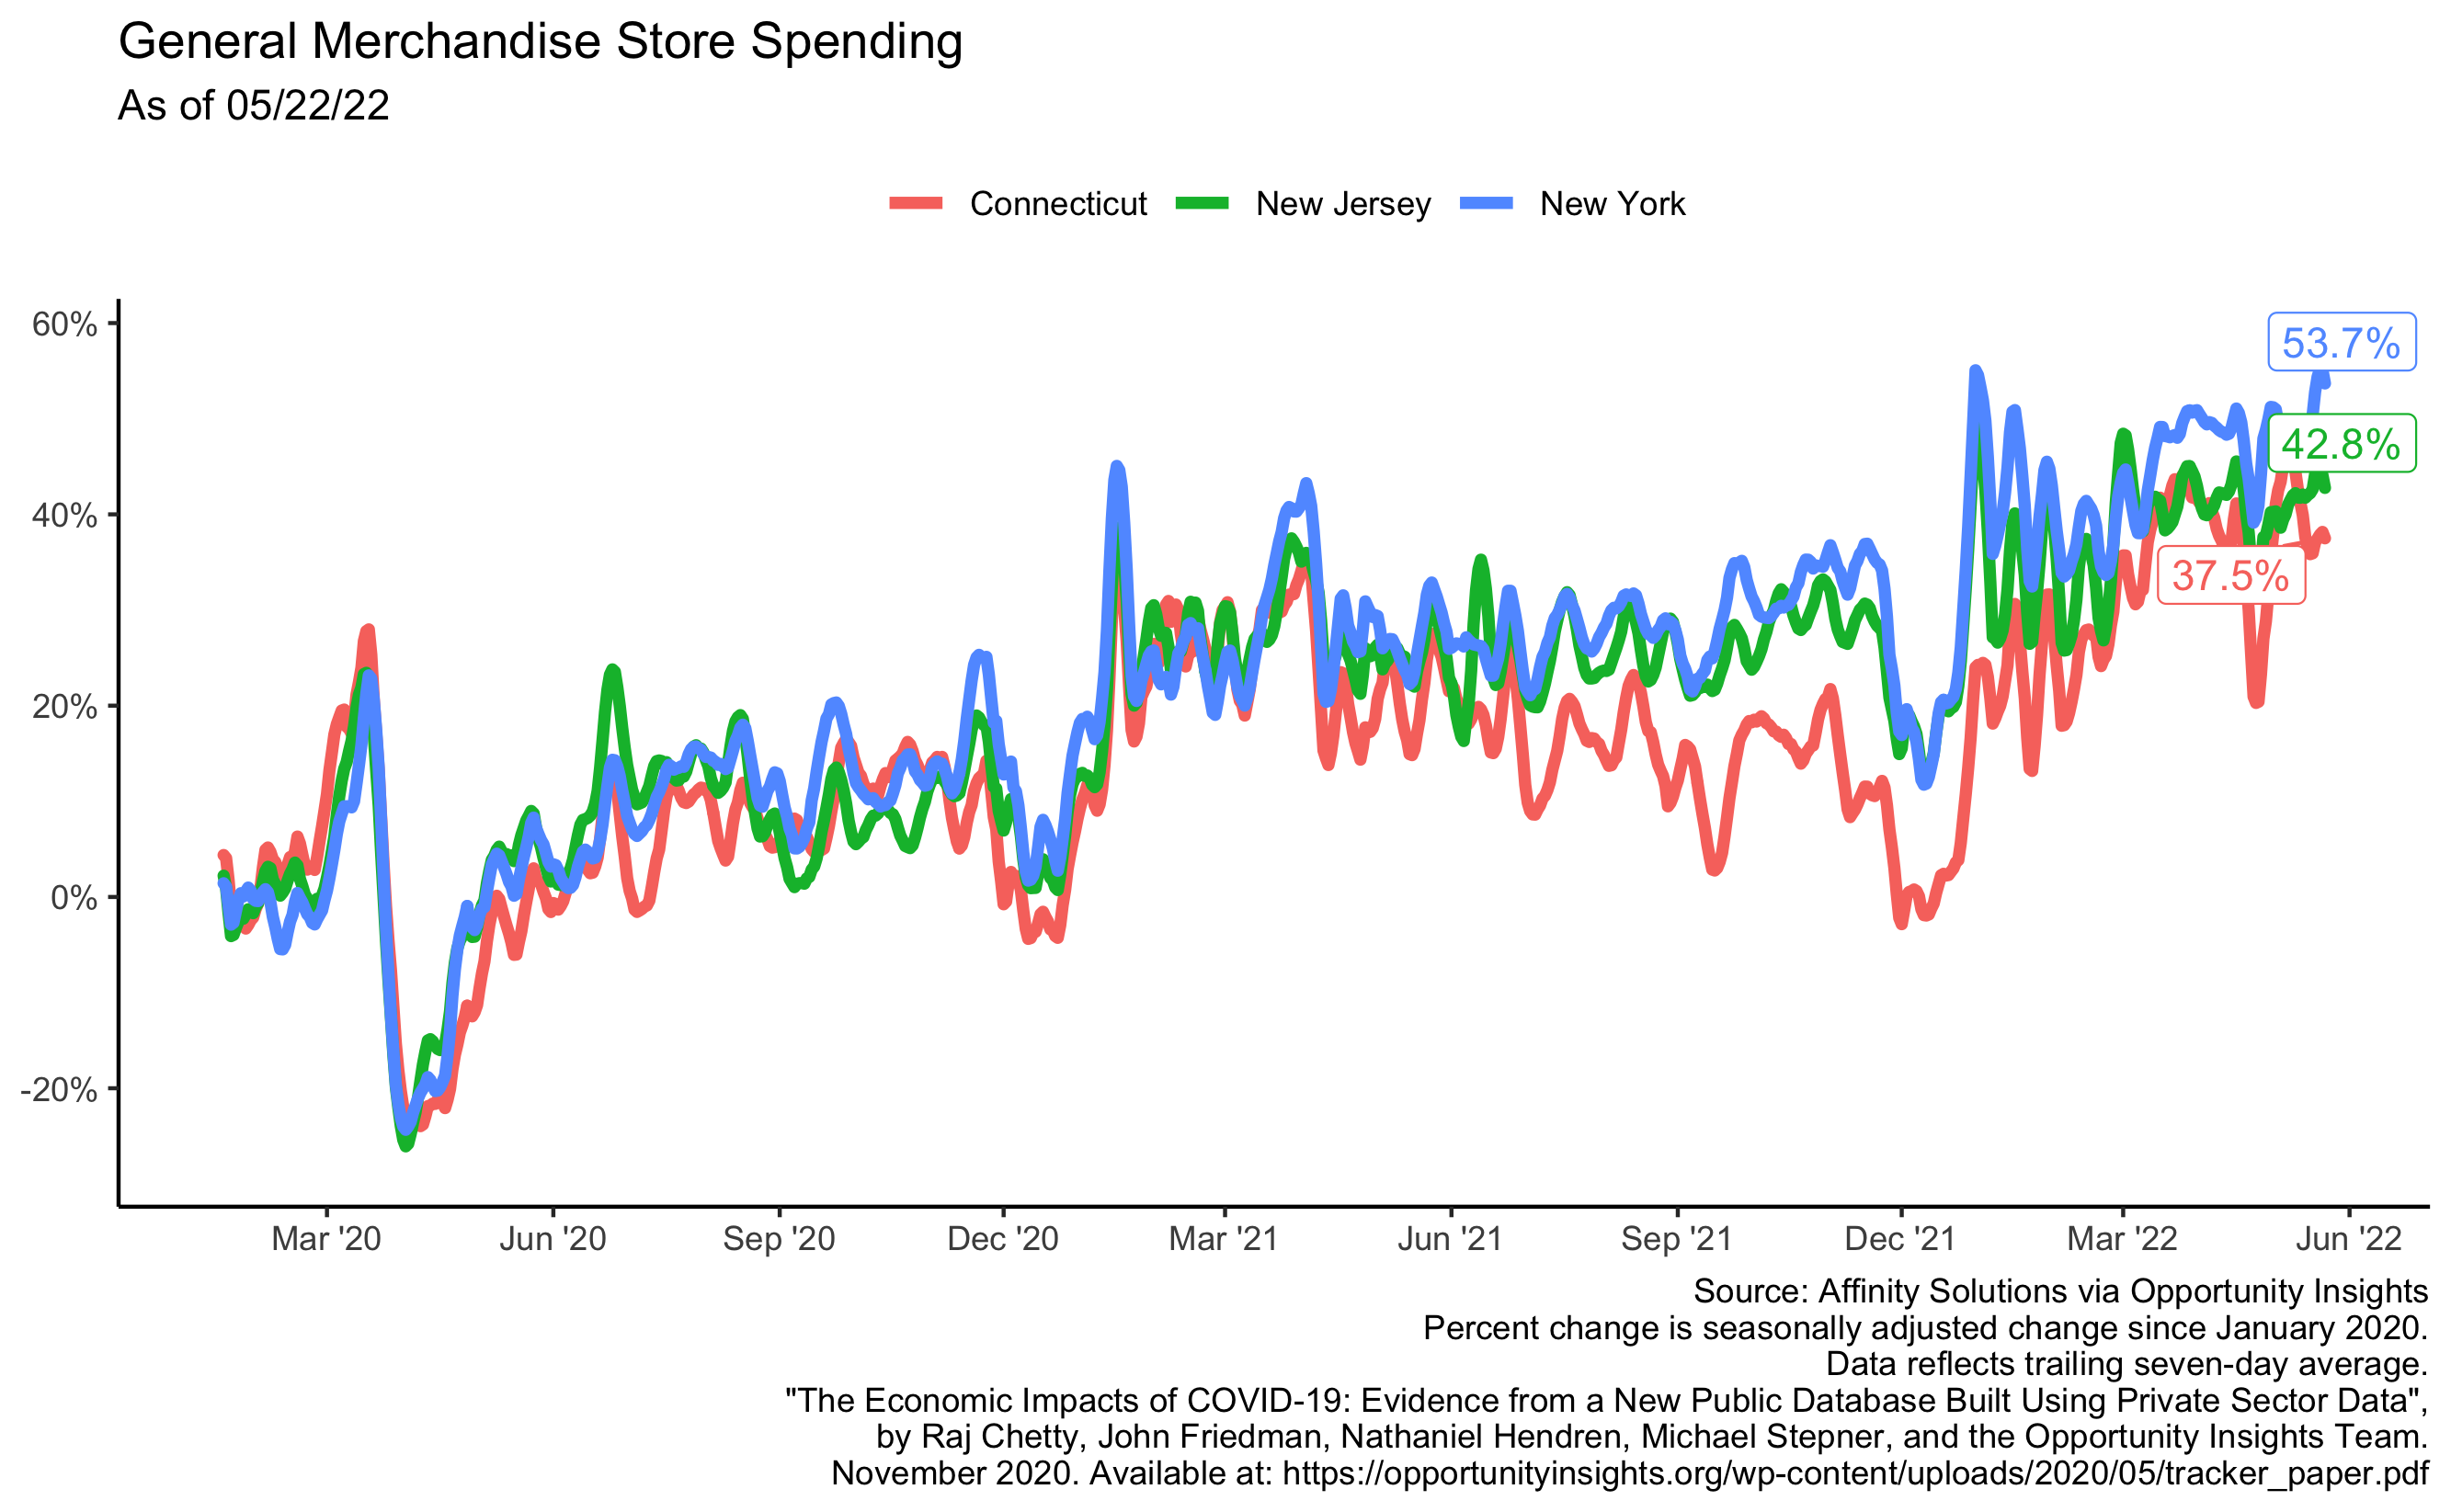 General Merchandise Store Spending
As of 05/22/22
Connecticut New Jersey New York
60%
40%
20%
0%
-20%
53.7%
42.8%
37.5%
Mar '20 Jun '20 Sep '20 Dec '20 Mar '21 Jun '21 Sep '21 Dec '21 Mar '22 Jun '22
Source: Affinity Solutions via Opportunity Insights
Percent change is seasonally adjusted change since January 2020.
Data reflects trailing seven-day average.
"The Economic Impacts of COVID-19: Evidence from a New Public Database Built Using Private Sector Data",
by Raj Chetty, John Friedman, Nathaniel Hendren, Michael Stepner, and the Opportunity Insights Team.
November 2020. Available at: https://opportunityinsights.org/wp-content/uploads/2020/05/tracker_paper.pdf